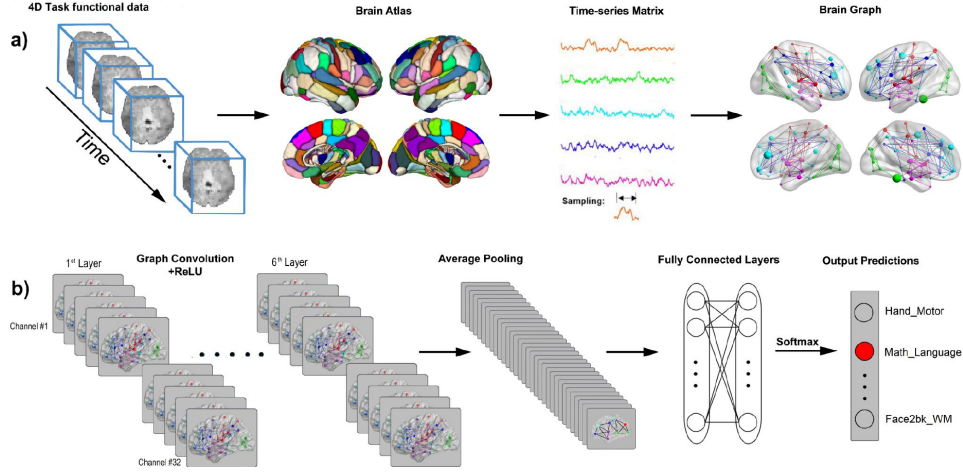 4D Task functional data
Brain Atlas
Time-series Matrix
Brain Graph
a)
Time
Sampling:
b)
1st Layer
Graph Convolution
+ReLU
6th Layer
Average Pooling
Fully Connected Layers
Output Predictions
Channel #1
Channel #32
Softmax
Hand_Motor
Math_Language
Face2bk_WM